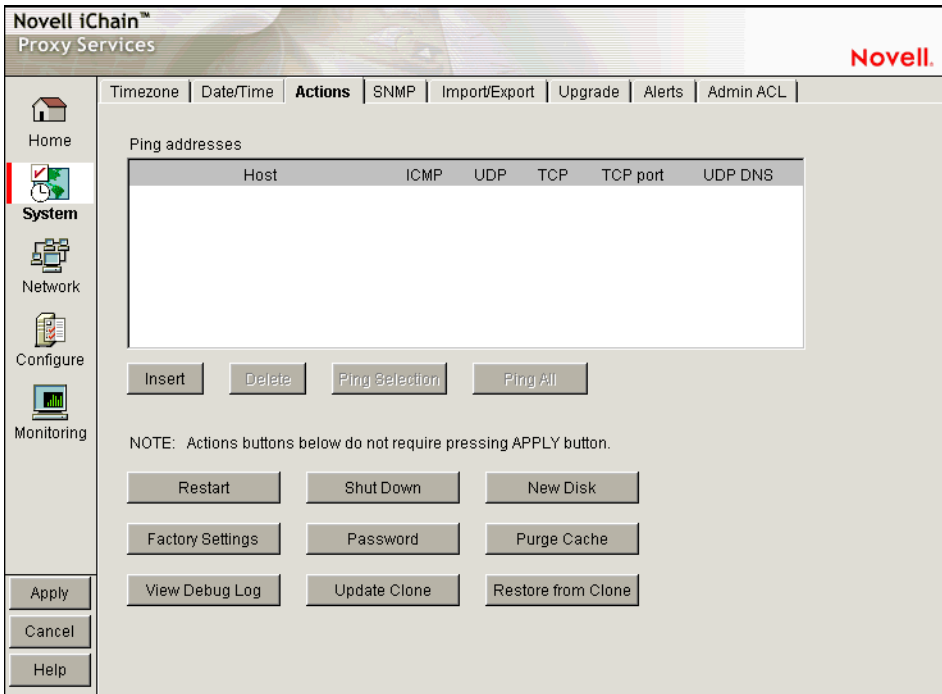 Novell iChain™
Proxy Services
Novell.
Timezone Date/Time Actions SNMP Import/Export Upgrade Alerts Admin ACL
Home
System
Network
Configure
Monitoring
Ping addresses
Host ICMP UDP TCP TCP port UDP DNS
Insert Delete Ping Selection Ping All
NOTE: Actions buttons below do not require pressing APPLY button.
Restart Shut Down New Disk
Factory Settings Password Purge Cache
View Debug Log Update Clone Restore from Clone
Apply
Cancel
Help